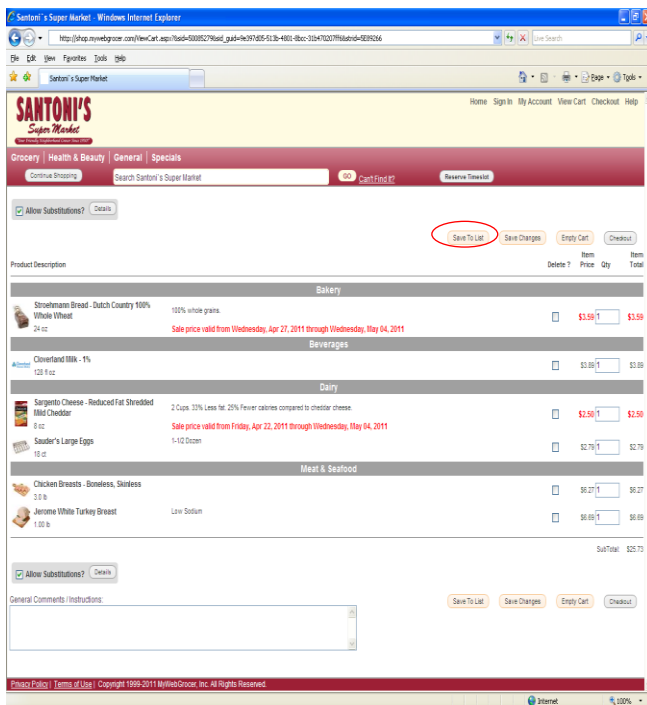 Santoni`s Super Market - Windows Internet Explorer
Live Search
File Edit View Favorites Tools Help
Santoni`s Super Market
Page Tools
Home Sign In My Account View Cart Checkout Help
SANTONI'S
Super Market
Grocery | Health & Beauty | General | Specials
Continue Shopping Search Santoni`s Super Market GO Can't Find It? Reserve Timeslot
Allow Substitutions? Details
Save To List Save Changes Empty Cart Checkout
Product Description Delete ? Item Price Qty Item Total
Bakery
Stroehmann Bread - Dutch Country 100% Whole Wheat
100% whole grains.
$3.59 1 $3.59
24 oz
Sale price valid from Wednesday, Apr 27, 2011 through Wednesday, May 04, 2011
Beverages
Cloverland Milk - 1%
128 fl oz
$3.89 1 $3.89
Dairy
Sargento Cheese - Reduced Fat Shredded Mild Cheddar
2 Cups. 33% Less fat. 25% Fewer calories compared to cheddar cheese.
$2.50 1 $2.50
8 oz
Sale price valid from Friday, Apr 22, 2011 through Wednesday, May 04, 2011
Sauder's Large Eggs
1-1/2 Dozen
$2.79 1 $2.79
18 ct
Meat & Seafood
Chicken Breasts - Boneless, Skinless
3.0 lb
$6.27 1 $6.27
Jerome White Turkey Breast
Low Sodium
$6.69 1 $6.69
1.00 lb
SubTotal: $25.73
Allow Substitutions? Details
General Comments / Instructions:
Save To List Save Changes Empty Cart Checkout
Privacy Policy | Terms of Use | Copyright 1999-2011 MyWebGrocer, Inc. All Rights Reserved.
Internet 100%